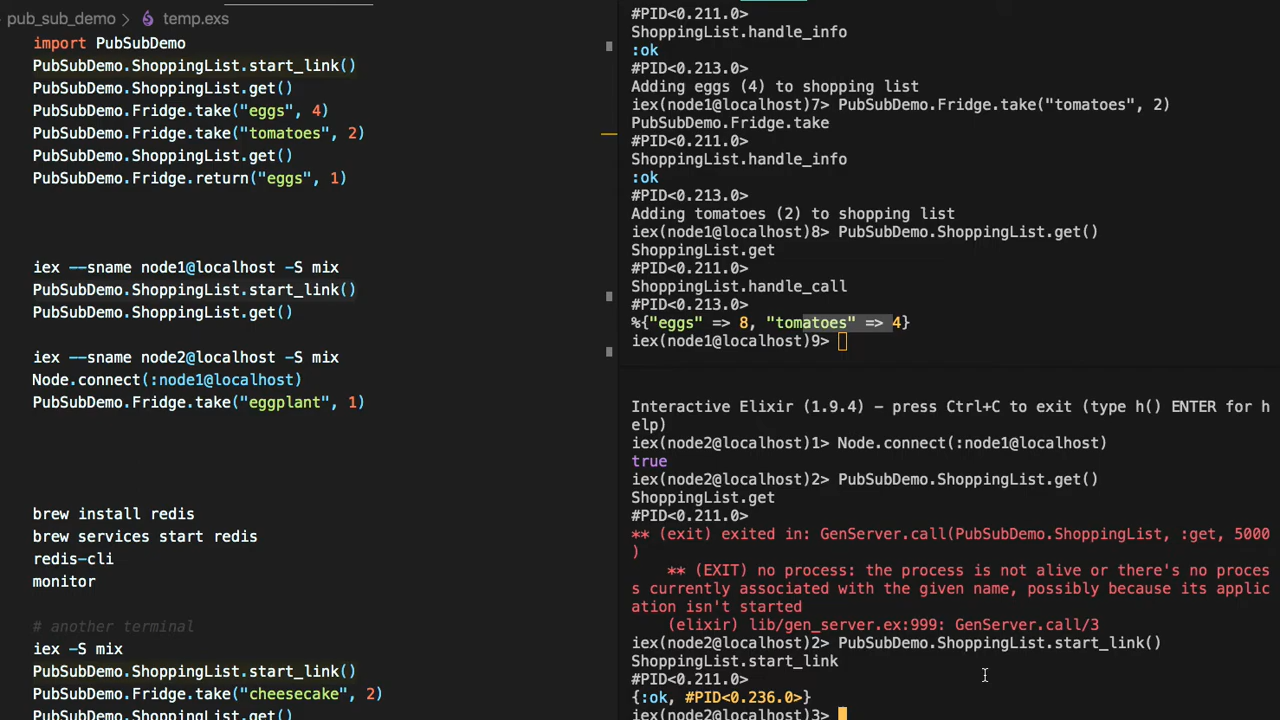 pub_sub_demo > temp.exs
import PubSubDemo
PubSubDemo.ShoppingList.start_link()
PubSubDemo.ShoppingList.get()
PubSubDemo.Fridge.take("eggs", 4)
PubSubDemo.Fridge.take("tomatoes", 2)
PubSubDemo.ShoppingList.get()
PubSubDemo.Fridge.return("eggs", 1)
iex --sname node1@localhost -S mix
PubSubDemo.ShoppingList.start_link()
PubSubDemo.ShoppingList.get()
iex --sname node2@localhost -S mix
Node.connect(:node1@localhost)
PubSubDemo.Fridge.take("eggplant", 1)
brew install redis
brew services start redis
redis-cli
monitor
# another terminal
iex -S mix
PubSubDemo.ShoppingList.start_link()
PubSubDemo.Fridge.take("cheesecake", 2)
PubSubDemo.ShoppingList.get()
#PID<0.211.0>
ShoppingList.handle_info
:ok
#PID<0.213.0>
Adding eggs (4) to shopping list
iex(node1@localhost)7> PubSubDemo.Fridge.take("tomatoes", 2)
PubSubDemo.Fridge.take
#PID<0.211.0>
ShoppingList.handle_info
:ok
#PID<0.213.0>
Adding tomatoes (2) to shopping list
iex(node1@localhost)8> PubSubDemo.ShoppingList.get()
ShoppingList.get
#PID<0.211.0>
ShoppingList.handle_call
#PID<0.213.0>
%{"eggs" => 8, "tomatoes" => 4}
iex(node1@localhost)9>
Interactive Elixir (1.9.4) - press Ctrl+C to exit (type h() ENTER for h
elp)
iex(node2@localhost)1> Node.connect(:node1@localhost)
true
iex(node2@localhost)2> PubSubDemo.ShoppingList.get()
ShoppingList.get
#PID<0.211.0>
** (exit) exited in: GenServer.call(PubSubDemo.ShoppingList, :get, 5000
)
** (EXIT) no process: the process is not alive or there's no proces
s currently associated with the given name, possibly because its applic
ation isn't started
(elixir) lib/gen_server.ex:999: GenServer.call/3
iex(node2@localhost)2> PubSubDemo.ShoppingList.start_link()
ShoppingList.start_link
#PID<0.211.0>
{:ok, #PID<0.236.0>}
iex(node2@localhost)3>